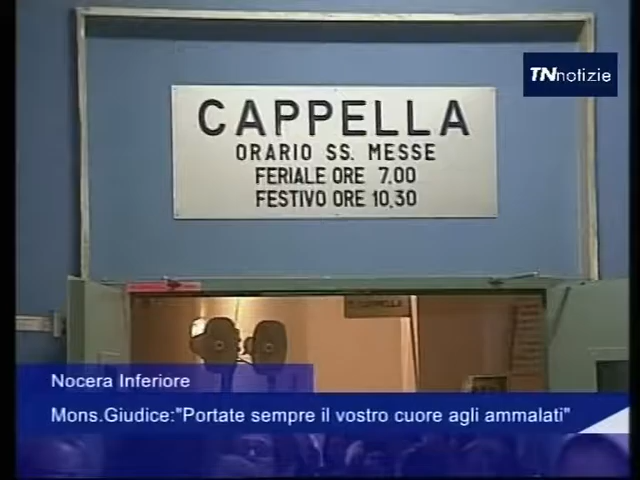 TNnotizie
CAPPELLA
ORARIO SS. MESSE
FERIALE ORE 7,00
FESTIVO ORE 10,30
CAPPELLA
Nocera Inferiore
Mons.Giudice:"Portate sempre il vostro cuore agli ammalati"